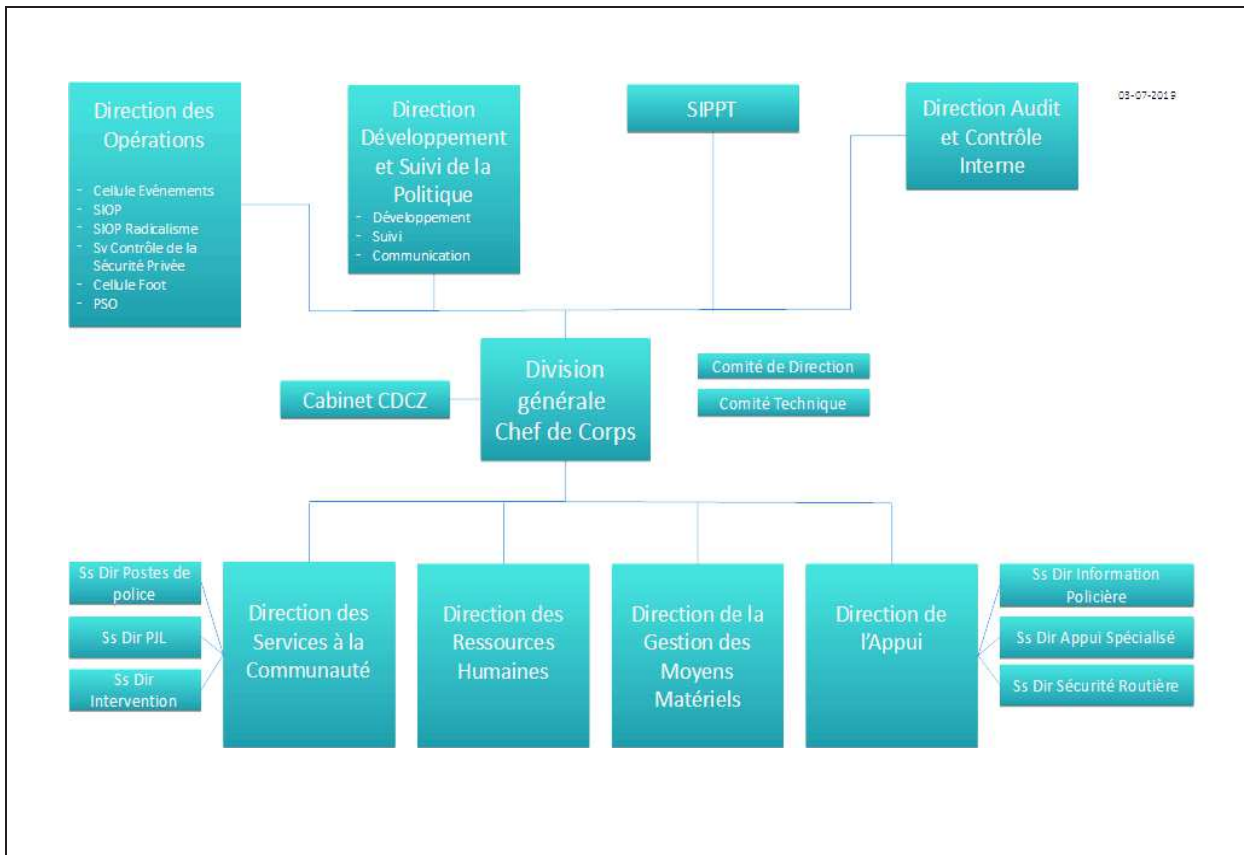 Direction des
Opérations
- Cellule Evénements
- SIOP
- SIOP Radicalisme
- Sv Contrôle de la
Sécurité Privée
- Cellule Foot
- PSO
Direction
Développement
et Suivi de la
Politique
- Développement
- Suivi
- Communication
SIPPT
Direction Audit
et Contrôle
Interne
03-07-2019
Cabinet CDCZ
Division
générale
Chef de Corps
Comité de Direction
Comité Technique
Ss Dir Postes de
police
Ss Dir PJL
Ss Dir
Intervention
Direction des
Services à la
Communauté
Direction des
Ressources
Humaines
Direction de la
Gestion des
Moyens
Matériels
Direction de
l'Appui
Ss Dir Information
Policière
Ss Dir Appui Spécialisé
Ss Dir Sécurité Routière